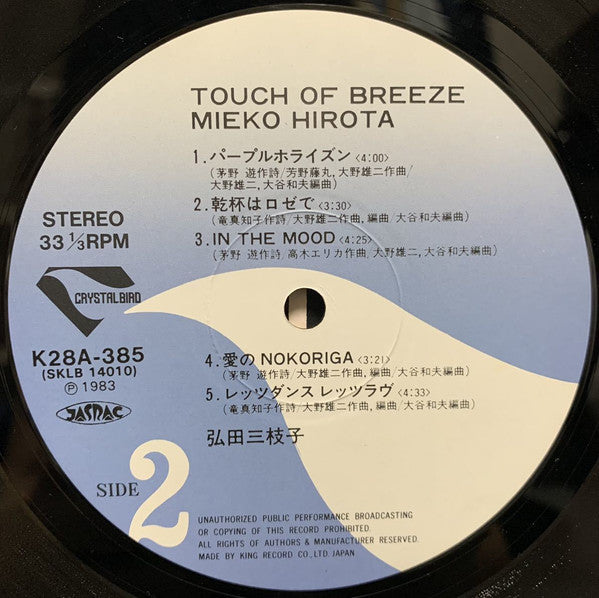 TOUCH OF BREEZE
MIEKO HIROTA
1.パープルホライズン<4:00>
(茅野 遊作詩/芳野藤丸, 大野雄二作曲/
大野雄二, 大谷和夫編曲)
2.乾杯はロゼで<3:30>
(竜真知子作詩/大野雄二作曲, 編曲/大谷和夫編曲)
3.IN THE MOOD<4:25>
(茅野 遊作詩/高木エリカ作曲/大野雄二, 大谷和夫編曲)
STEREO
33 1/3 RPM
CRYSTAL BIRD
K28A-385
(SKLB 14010)
Ⓟ 1983
JASRAC
4.愛の NOKORIGA<3:21>
(茅野 遊作詩/大野雄二作曲, 編曲/大谷和夫編曲)
5.レッツダンス レッツラヴ<4:33>
(竜真知子作詩/大野雄二作曲, 編曲/大谷和夫編曲)
弘田三枝子
SIDE 2
UNAUTHORIZED PUBLIC PERFORMANCE BROADCASTING
OR COPYING OF THIS RECORD PROHIBITED.
ALL RIGHTS OF AUTHORS & MANUFACTURER RESERVED.
MADE BY KING RECORD CO., LTD. JAPAN